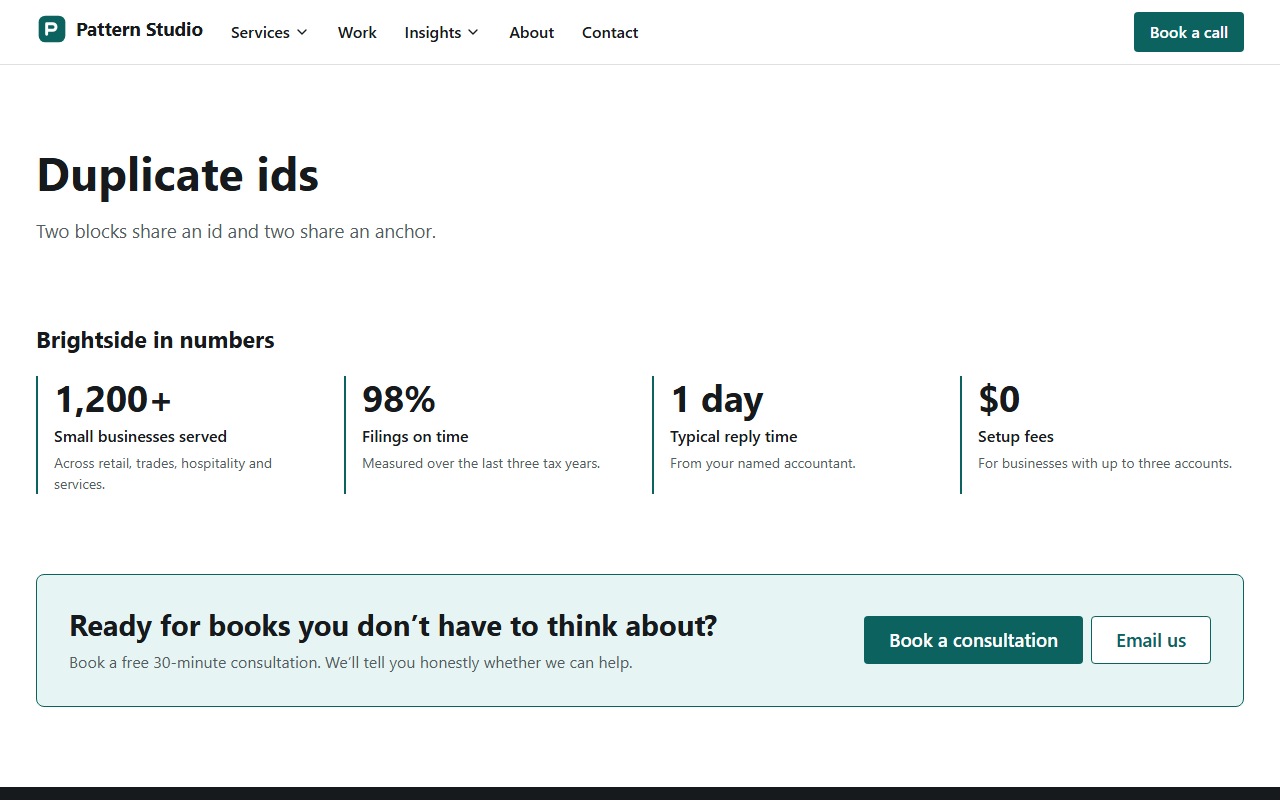 Pattern Studio
Services
Work
Insights
About
Contact
Book a call
Duplicate ids
Two blocks share an id and two share an anchor.
Brightside in numbers
1,200+
Small businesses served
Across retail, trades, hospitality and
services.
98%
Filings on time
Measured over the last three tax years.
1 day
Typical reply time
From your named accountant.
$0
Setup fees
For businesses with up to three accounts.
Ready for books you don’t have to think about?
Book a free 30-minute consultation. We’ll tell you honestly whether we can help.
Book a consultation
Email us